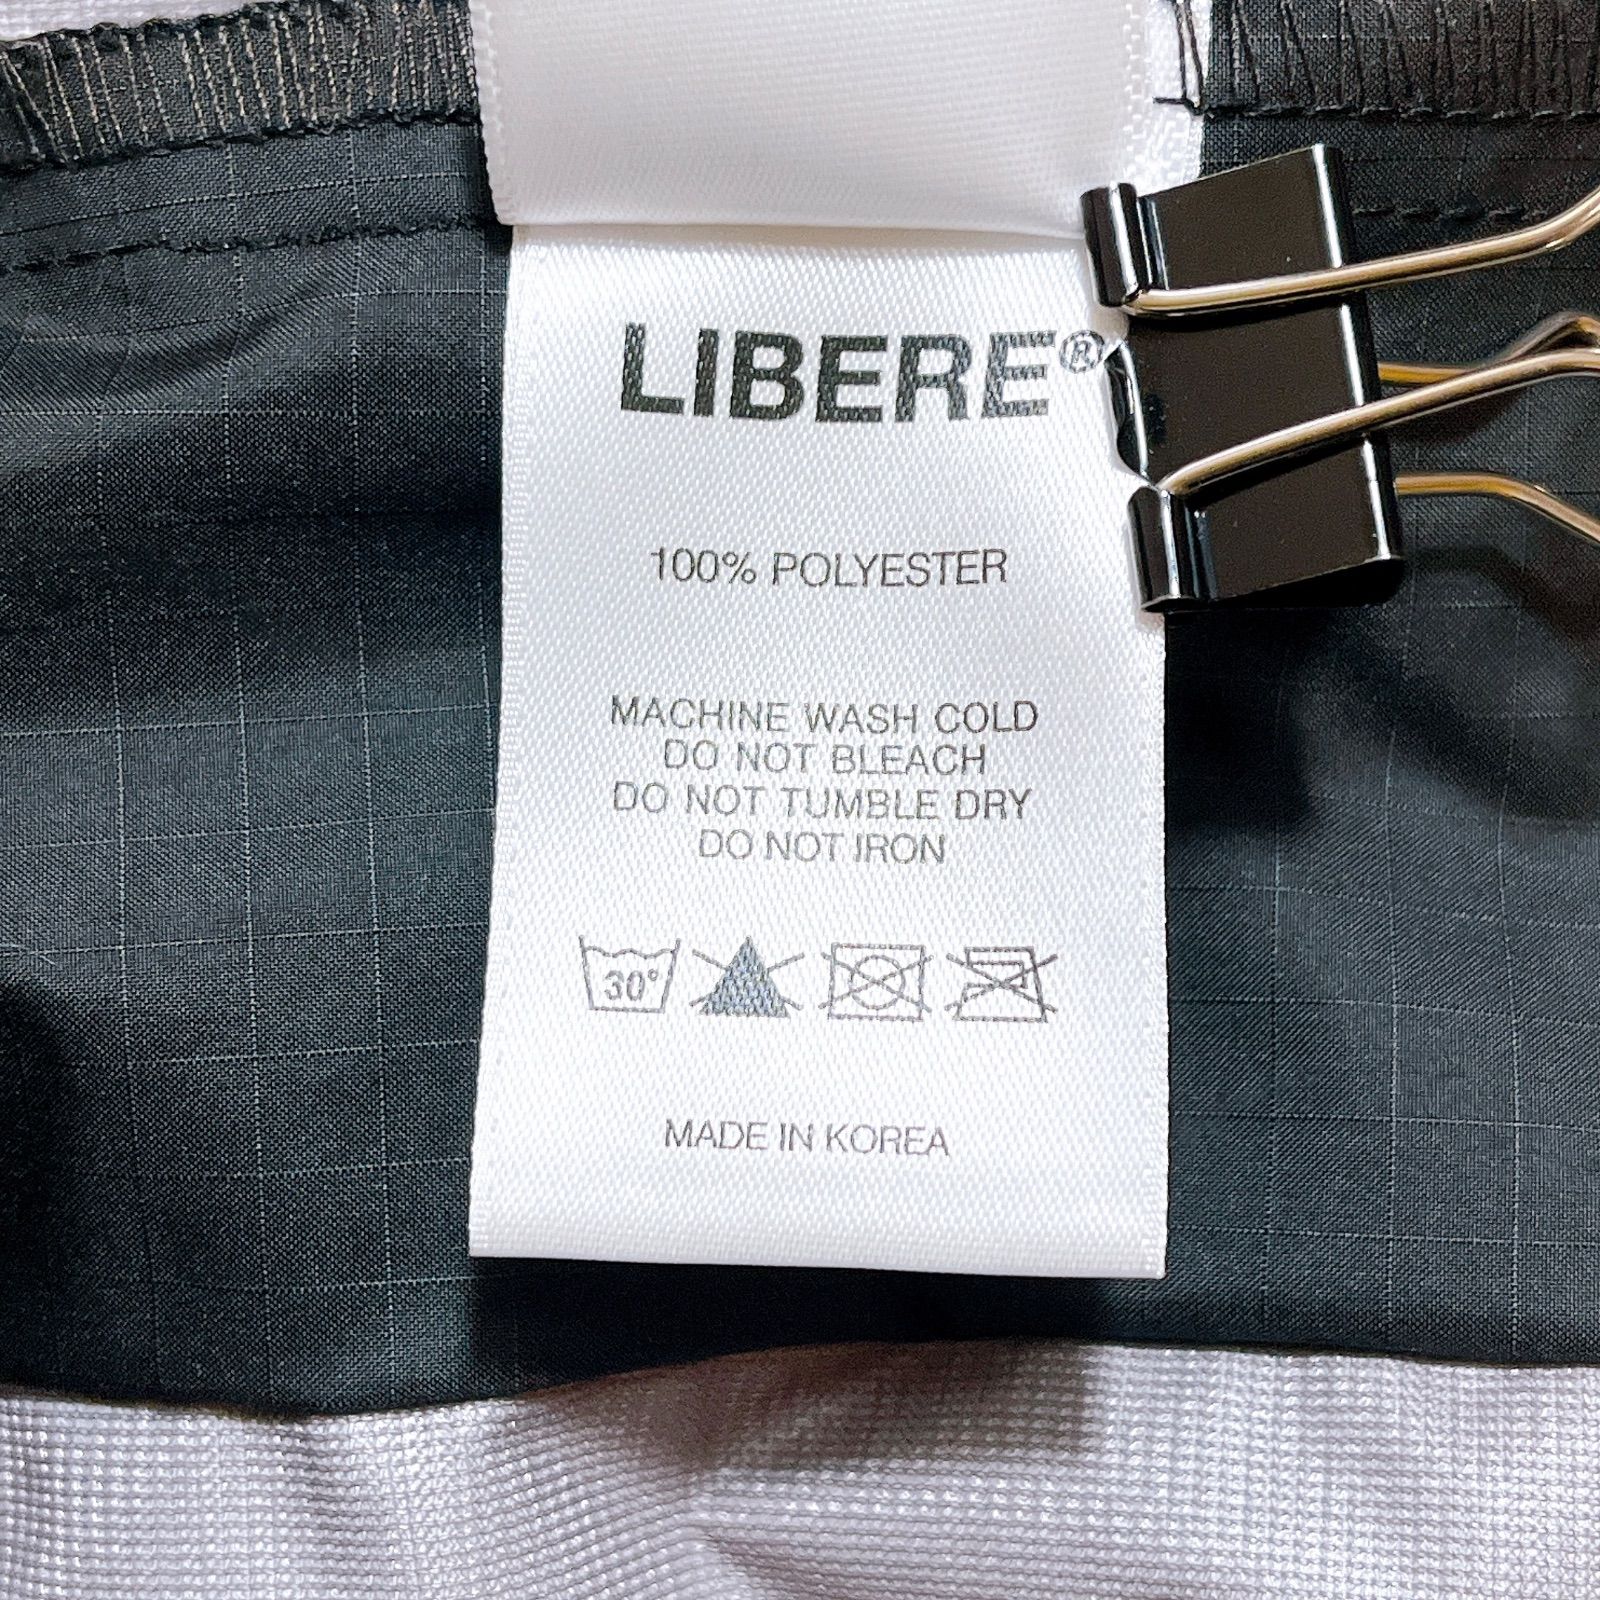 LIBERE®
100% POLYESTER
MACHINE WASH COLD
DO NOT BLEACH
DO NOT TUMBLE DRY
DO NOT IRON
30°
MADE IN KOREA